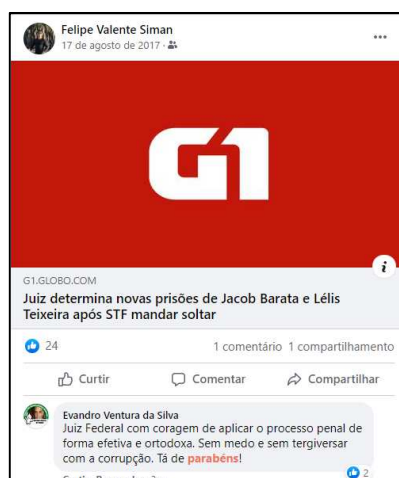 Felipe Valente Siman
17 de agosto de 2017 ·
G1
G1.GLOBO.COM
Juiz determina novas prisões de Jacob Barata e Lélis
Teixeira após STF mandar soltar
24
1 comentário 1 compartilhamento
Curtir Comentar Compartilhar
Evandro Ventura da Silva
Juiz Federal com coragem de aplicar o processo penal de
forma efetiva e ortodoxa. Sem medo e sem tergiversar
com a corrupção. Tá de parabéns!
2